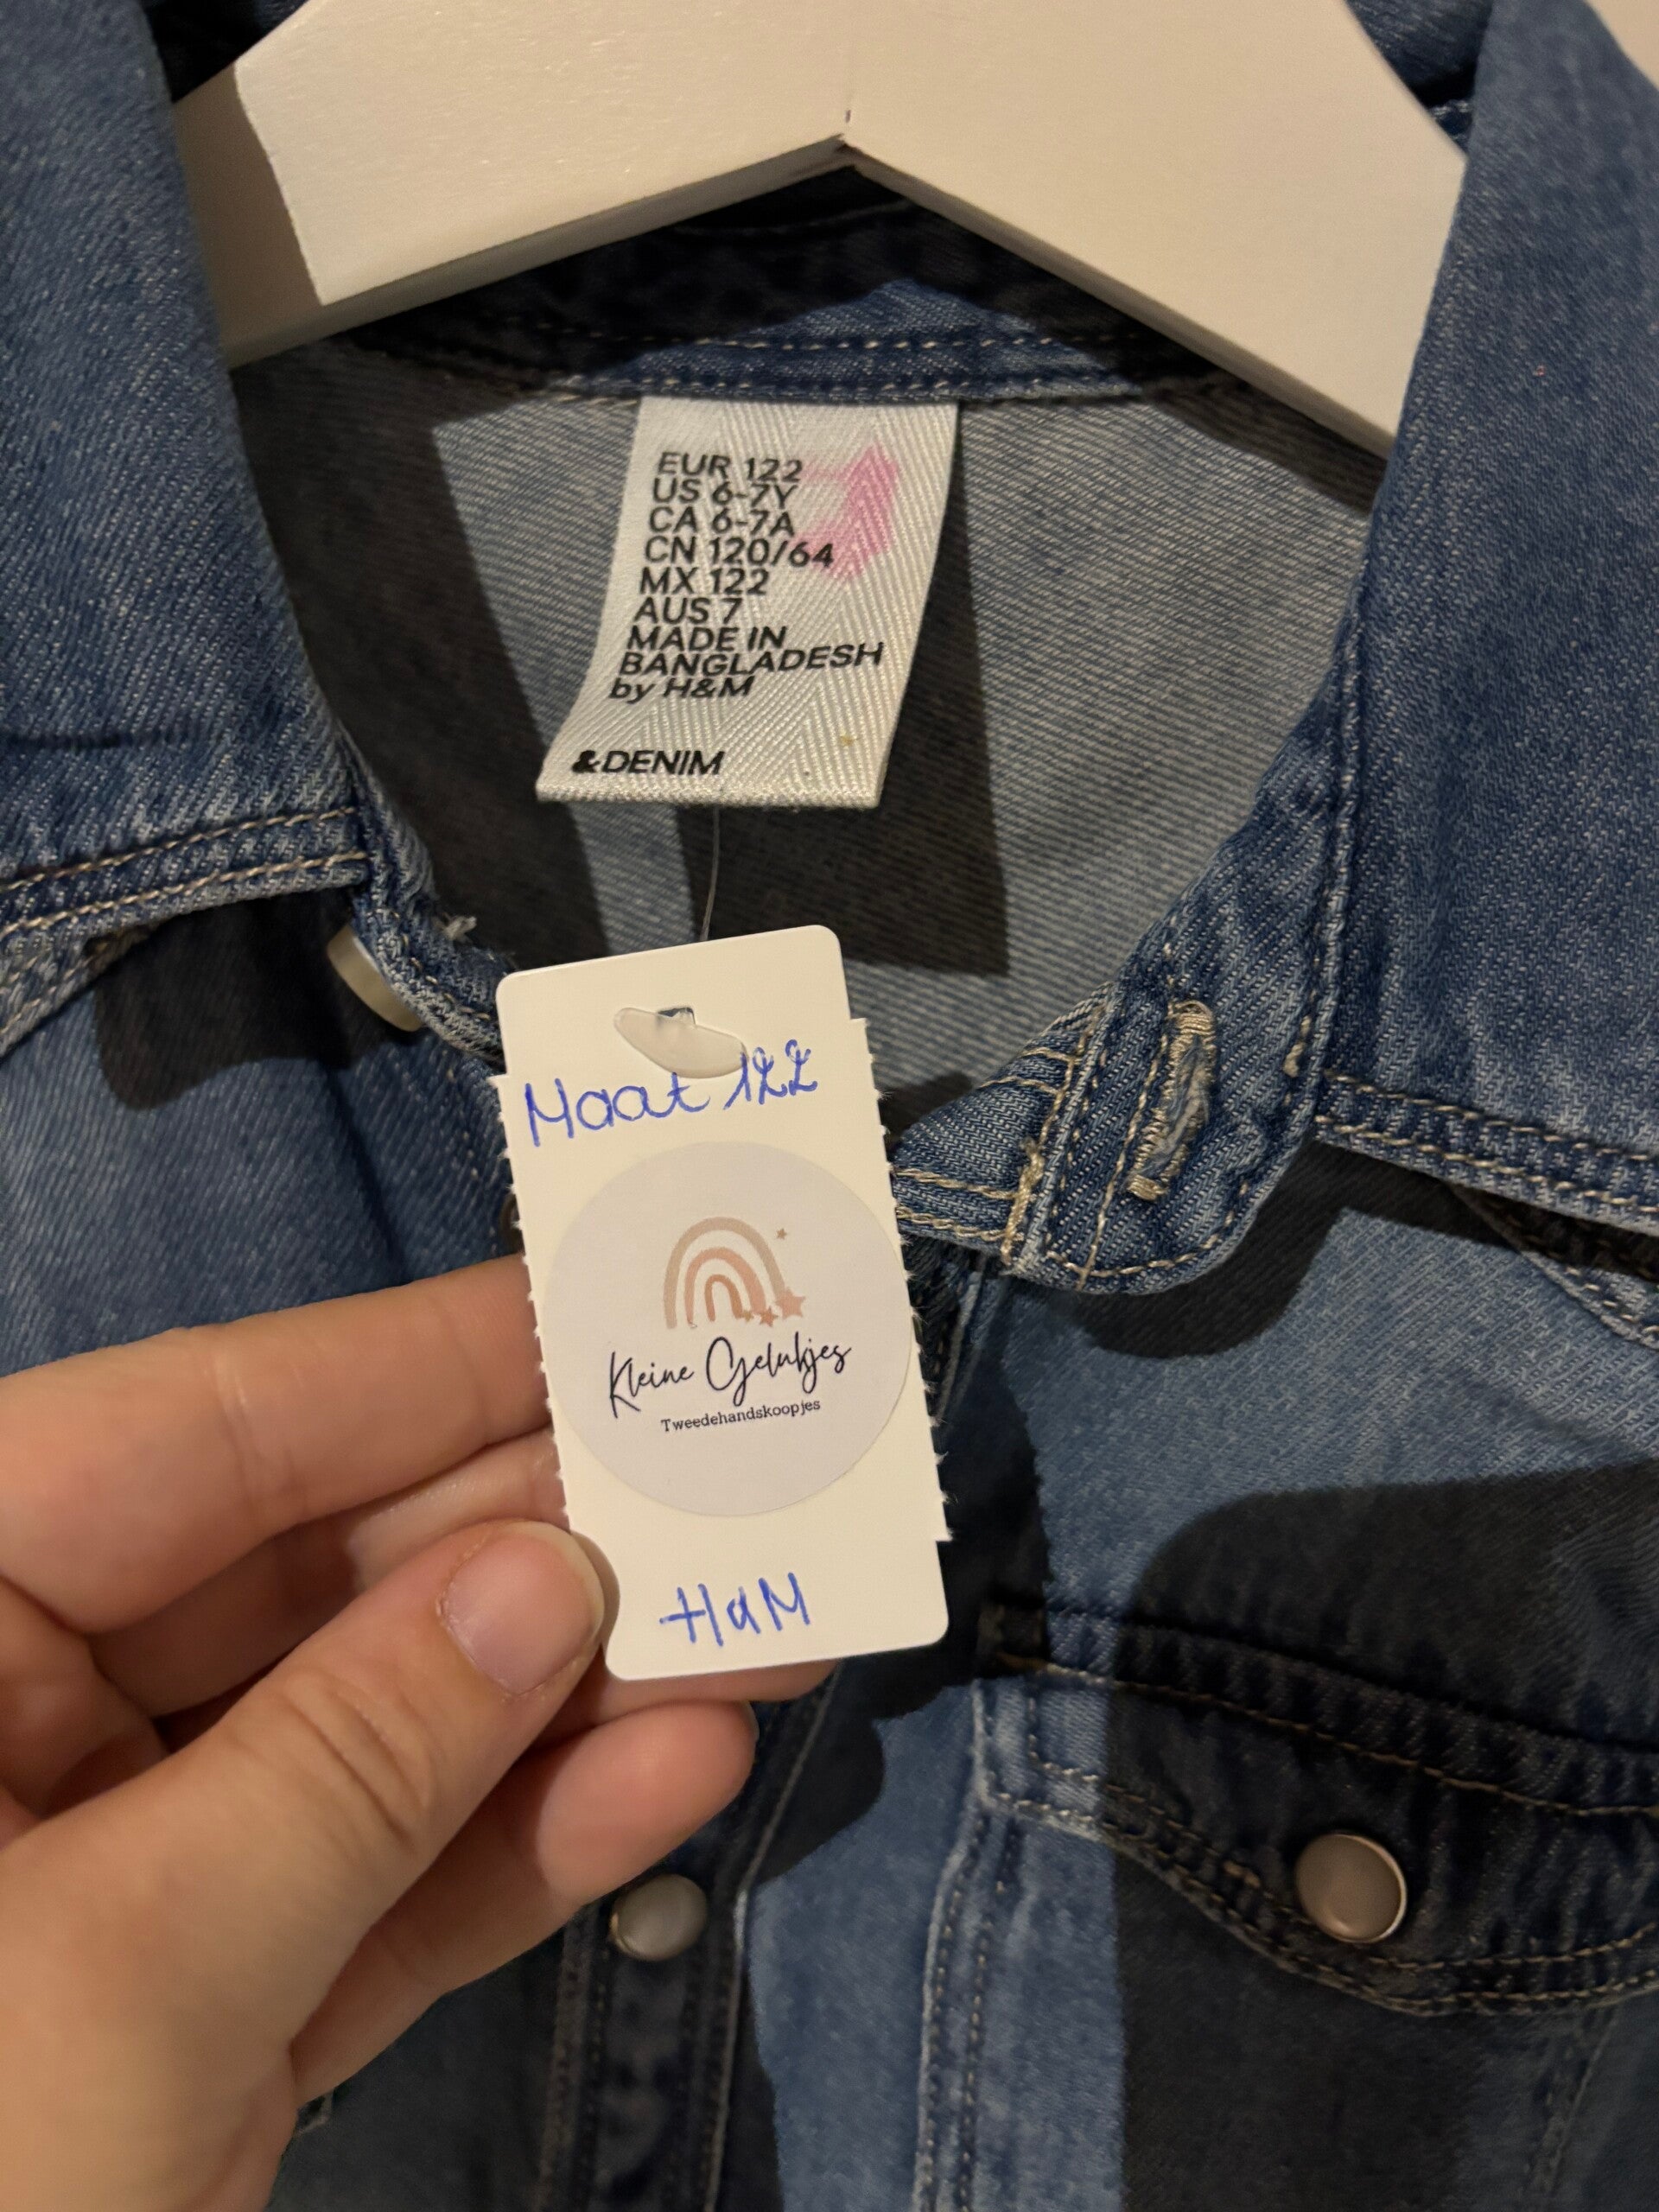 EUR 122
US 6-7Y
CA 6-7A
CN 120/64
MX 122
AUS 7
MADE IN
BANGLADESH
by H&M
&DENIM
Maat 122
Kleine Gelukjes
Tweedehandskoopjes
H&M